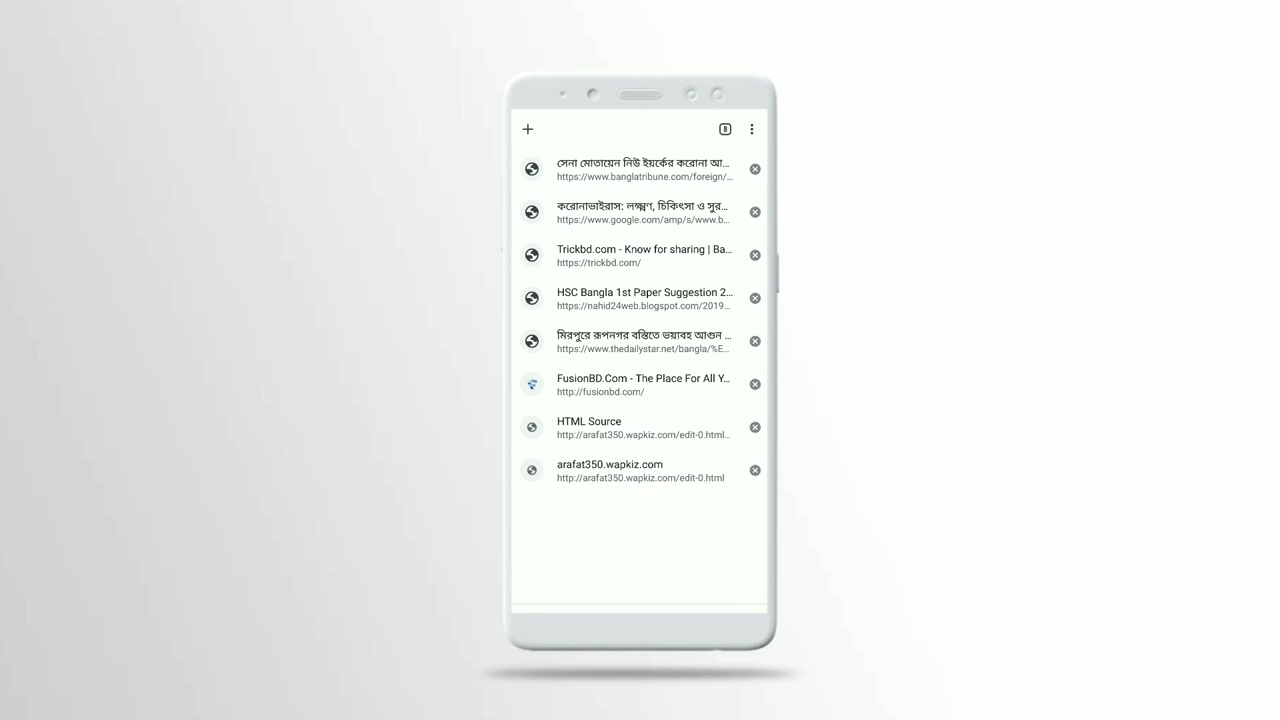 8
সেনা মোতায়েন নিউ ইয়র্কের করোনা আ...
https://www.banglatribune.com/foreign/...
করোনাভাইরাস: লক্ষ্মণ, চিকিৎসা ও সুর...
https://www.google.com/amp/s/www.b...
Trickbd.com - Know for sharing | Ba...
https://trickbd.com/
HSC Bangla 1st Paper Suggestion 2...
https://nahid24web.blogspot.com/2019...
মিরপুরে রূপনগর বস্তিতে ভয়াবহ আগুন ...
https://www.thedailystar.net/bangla/%E...
FusionBD.Com - The Place For All Y...
http://fusionbd.com/
HTML Source
http://arafat350.wapkiz.com/edit-0.html...
arafat350.wapkiz.com
http://arafat350.wapkiz.com/edit-0.html